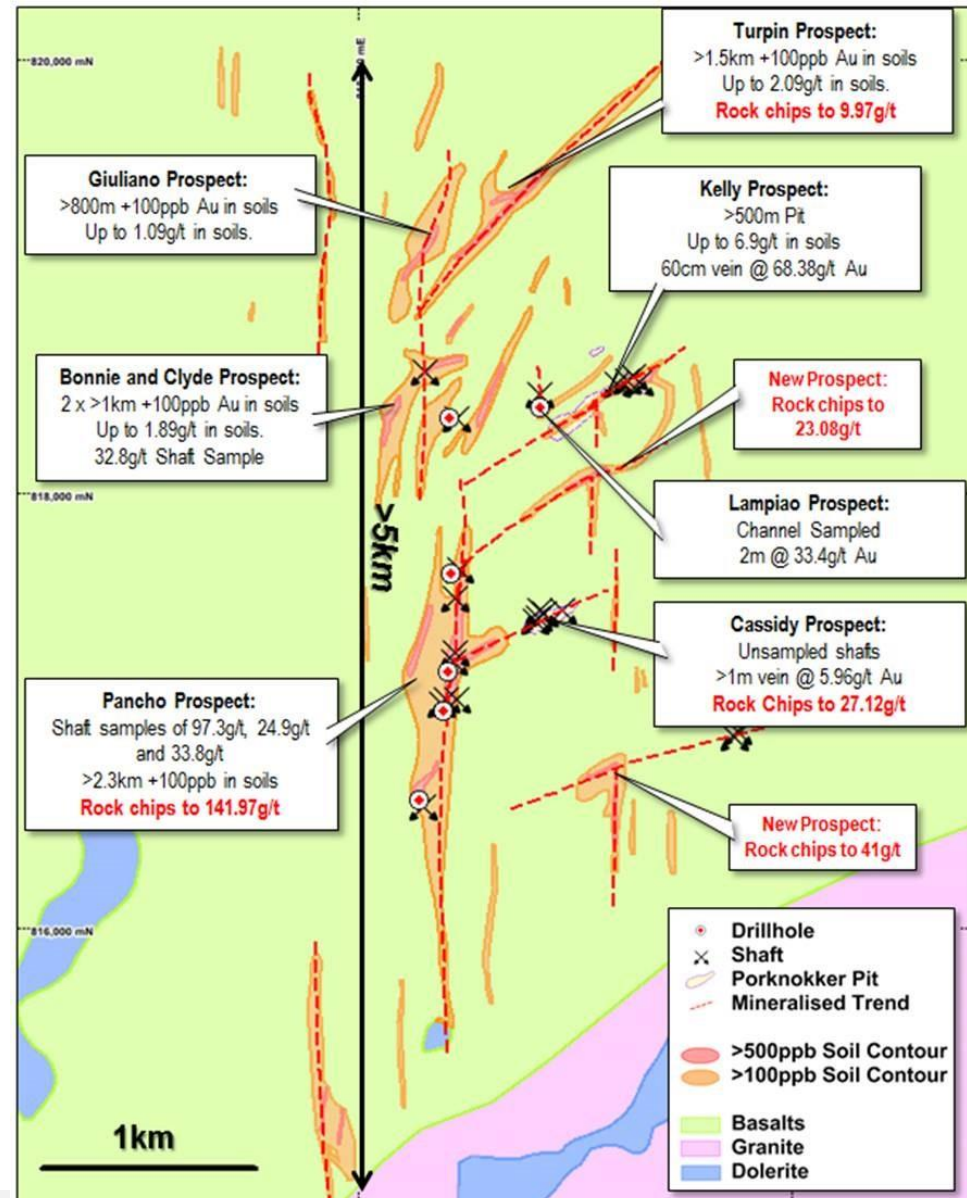 820,000 mN
mE
Turpin Prospect:
>1.5km +100ppb Au in soils
Up to 2.09g/t in soils.
Rock chips to 9.97g/t
Giuliano Prospect:
>800m +100ppb Au in soils
Up to 1.09g/t in soils.
Kelly Prospect:
>500m Pit
Up to 6.9g/t in soils
60cm vein @ 68.38g/t Au
Bonnie and Clyde Prospect:
2 x >1km +100ppb Au in soils
Up to 1.89g/t in soils.
32.8g/t Shaft Sample
New Prospect:
Rock chips to
23.08g/t
818,000 mN
>5km
Lampiao Prospect:
Channel Sampled
2m @ 33.4g/t Au
Cassidy Prospect:
Unsampled shafts
>1m vein @ 5.96g/t Au
Rock Chips to 27.12g/t
Pancho Prospect:
Shaft samples of 97.3g/t, 24.9g/t
and 33.8g/t
>2.3km +100ppb in soils
Rock chips to 141.97g/t
New Prospect:
Rock chips to 41g/t
816,000 mN
Drillhole
Shaft
Porknokker Pit
Mineralised Trend
>500ppb Soil Contour
>100ppb Soil Contour
Basalts
Granite
Dolerite
1km